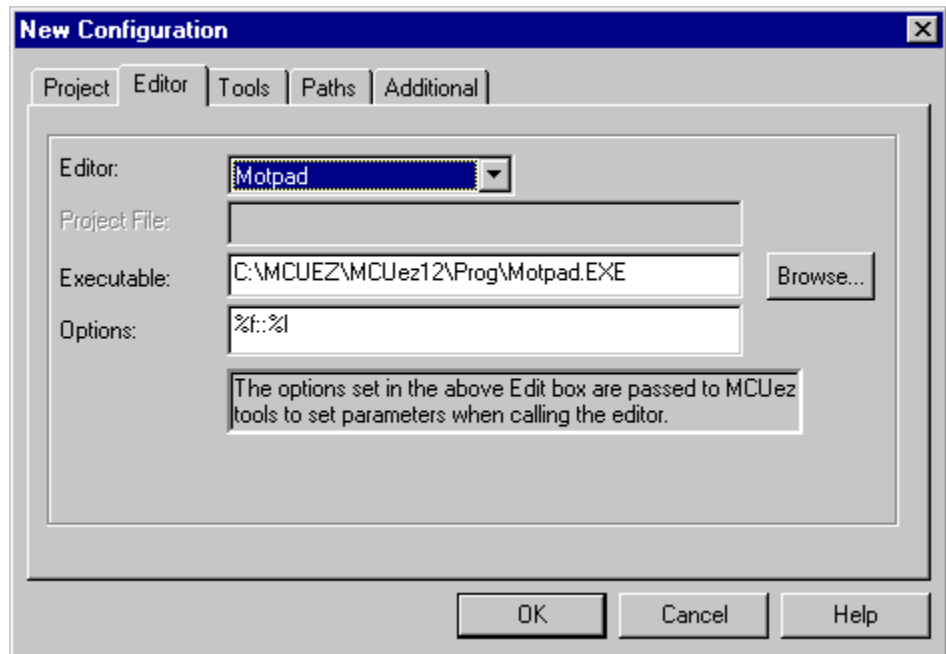 New Configuration
Project Editor Tools Paths Additional
Editor: Motpad
Project File:
Executable: C:\MCUEZ\MCUez12\Prog\Motpad.EXE Browse...
Options: %f::%l
The options set in the above Edit box are passed to MCUez
tools to set parameters when calling the editor.
OK Cancel Help